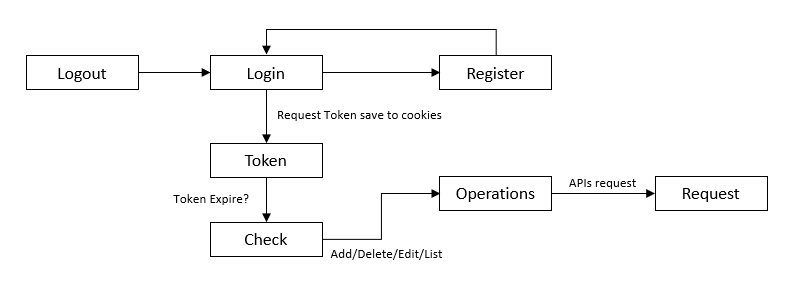 Logout
Login
Register
Request Token save to cookies
Token
Token Expire?
Operations
APIs request
Request
Check
Add/Delete/Edit/List